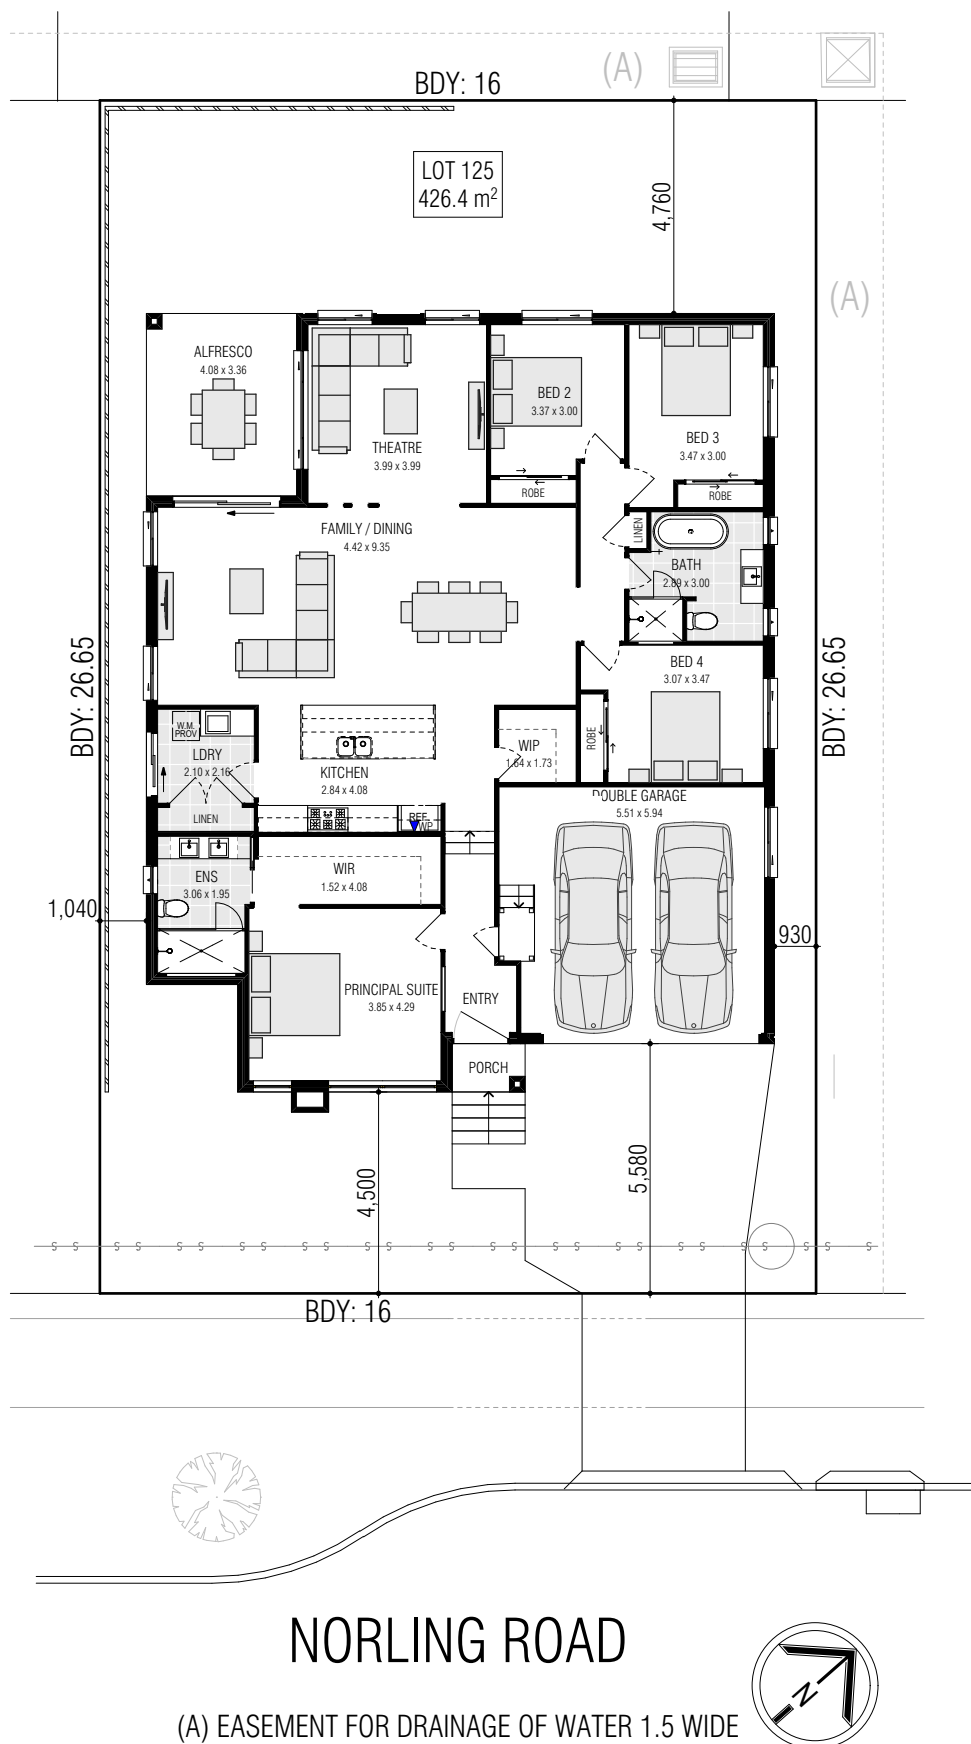 (A)
BDY: 16
LOT 125
426.4 m²
4,760
(A)
ALFRESCO
4.08 x 3.36
THEATRE
3.99 x 3.99
BED 2
3.37 x 3.00
BED 3
3.47 x 3.00
ROBE
ROBE
FAMILY / DINING
4.42 x 9.35
LINEN
BATH
2.89 x 3.00
BDY: 26.65
BDY: 26.65
BED 4
3.07 x 3.47
ROBE
W.M.
PROV
LDRY
2.10 x 2.16
LINEN
KITCHEN
2.84 x 4.08
REF
WP
WIP
1.64 x 1.73
DOUBLE GARAGE
5.51 x 5.94
ENS
3.06 x 1.95
WIR
1.52 x 4.08
1,040
930
PRINCIPAL SUITE
3.85 x 4.29
ENTRY
PORCH
4,500
5,580
S S S S S S S S S S S S S S S S S S S S S S S S S S S S
BDY: 16
NORLING ROAD
N
(A) EASEMENT FOR DRAINAGE OF WATER 1.5 WIDE